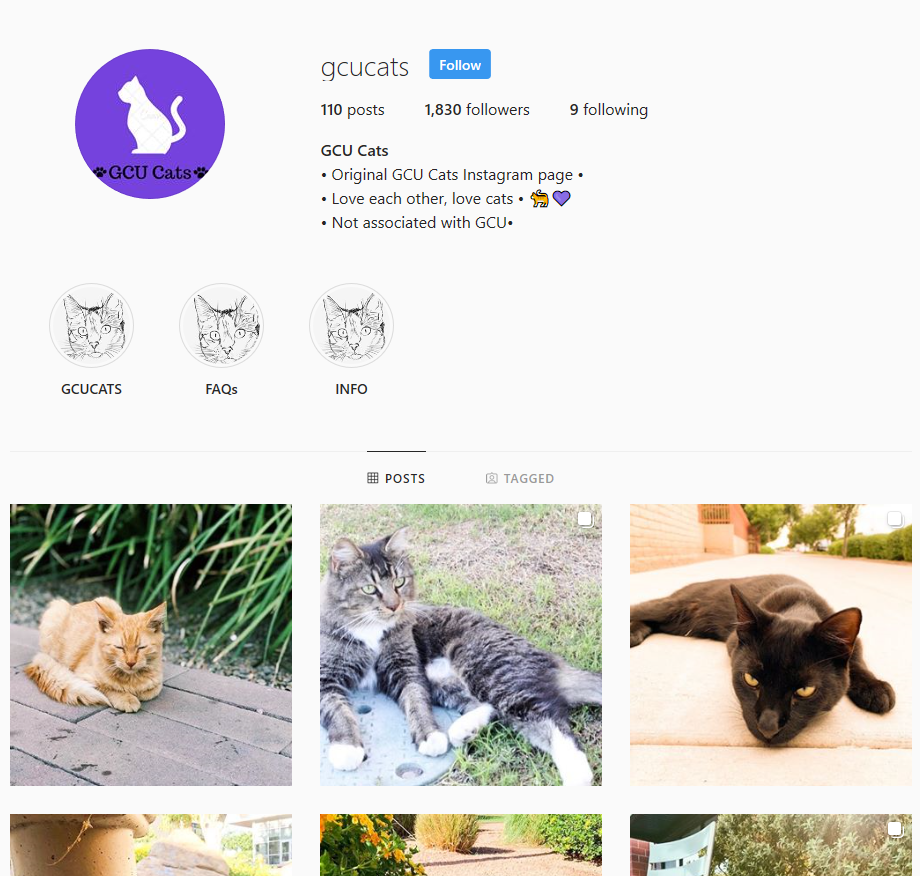 GCU Cats
gcucats Follow
110 posts 1,830 followers 9 following
GCU Cats
• Original GCU Cats Instagram page •
• Love each other, love cats • 🐈💜
• Not associated with GCU•
GCUCATS FAQs INFO
POSTS TAGGED